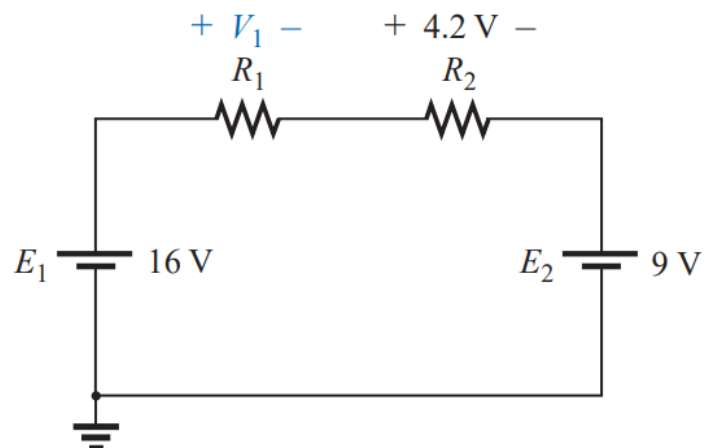 + V₁ − + 4.2 V −
R₁ R₂
E₁ 16 V E₂ 9 V